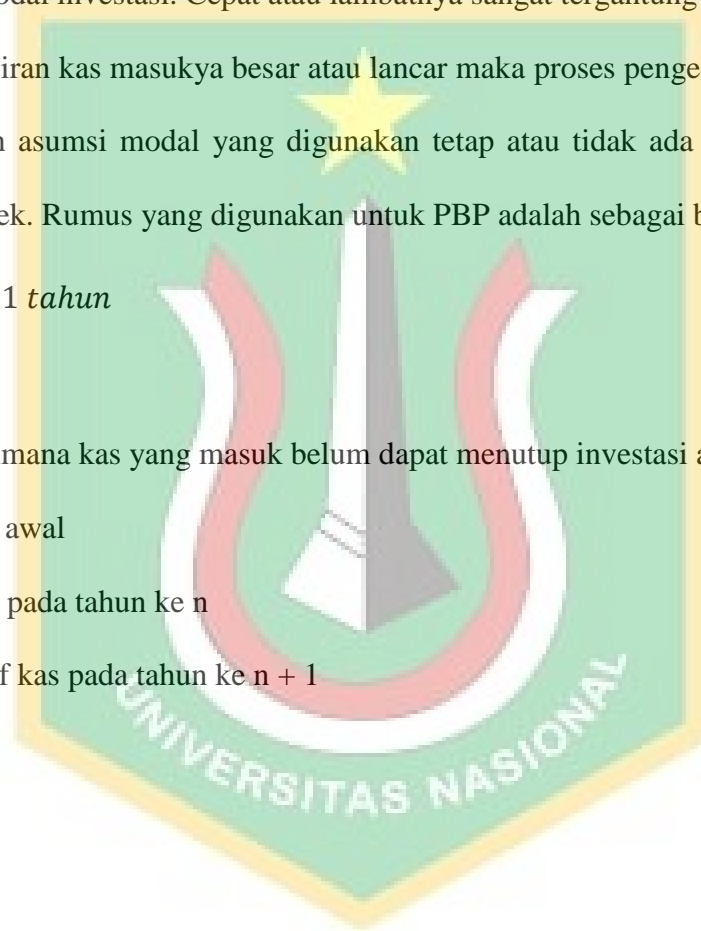 odal investasi. Cepat atau lambatnya sangat tergantung
iran kas masukya besar atau lancar maka proses penge
asumsi modal yang digunakan tetap atau tidak ada
ek. Rumus yang digunakan untuk PBP adalah sebagai b
1 tahun
mana kas yang masuk belum dapat menutup investasi a
awal
pada tahun ke n
f kas pada tahun ke n + 1
UNIVERSITAS NASIONAL